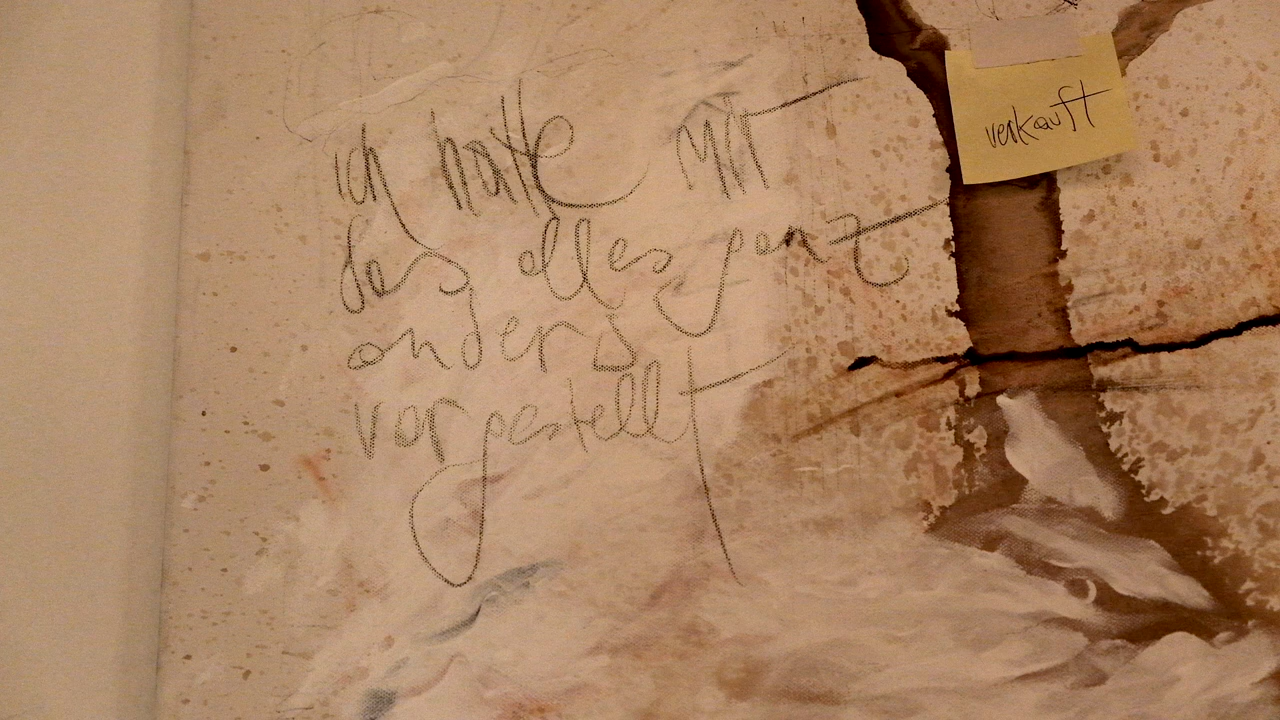 ich hatte mir
das alles ganz
anders
vorgestellt
verkauft